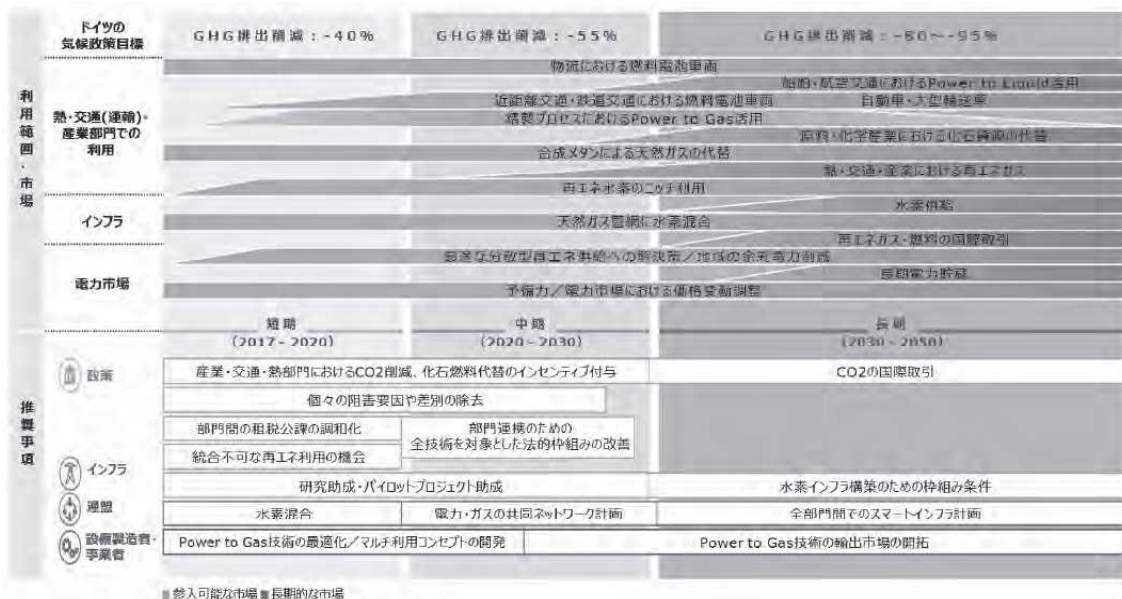 ドイツの
気候政策目標
GHG排出削減：-40%
GHG排出削減：-55%
GHG排出削減：-80～-95%
利用範囲・市場
熱・交通(運輸)・
産業部門での
利用
物流における燃料電池車両
船舶・航空交通におけるPower to Liquid活用
近距離交通・鉄道交通における燃料電池車両
自動車・大型輸送車
精製プロセスにおけるPower to Gas活用
原料・化学産業における化石資源の代替
合成メタンによる天然ガスの代替
熱・交通・産業における再エネガス
再エネ水素のニッチ利用
インフラ
水素供給
天然ガス管網に水素混合
再エネガス・燃料の国際取引
電力市場
最適な分散型再エネ供給への解決策／地域の余剰電力削減
長期電力貯蔵
予備力／電力市場における価格変動調整
短期
(2017-2020)
中期
(2020-2030)
長期
(2030-2050)
推奨事項
政策
産業・交通・熱部門におけるCO2削減、化石燃料代替のインセンティブ付与
CO2の国際取引
個々の阻害要因や差別の除去
部門間の租税公課の調和化
部門連携のための
全技術を対象とした法的枠組みの改善
統合不可な再エネ利用の機会
インフラ
研究助成・パイロットプロジェクト助成
水素インフラ構築のための枠組み条件
連盟
水素混合
電力・ガスの共同ネットワーク計画
全部門間でのスマートインフラ計画
設備製造者・
事業者
Power to Gas技術の最適化／マルチ利用コンセプトの開発
Power to Gas技術の輸出市場の開拓
■参入可能な市場 ■長期的な市場